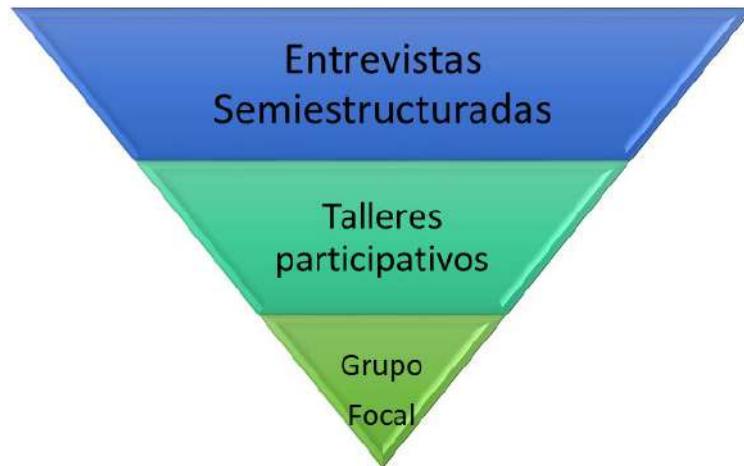 Entrevistas
Semiestructuradas
Talleres
participativos
Grupo
Focal